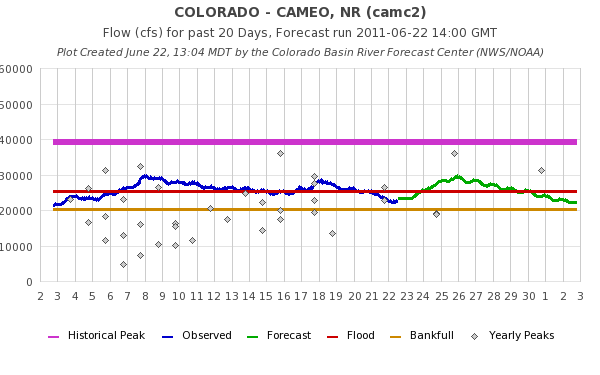 COLORADO - CAMEO, NR (camc2)
Flow (cfs) for past 20 Days, Forecast run 2011-06-22 14:00 GMT
Plot Created June 22, 13:04 MDT by the Colorado Basin River Forecast Center (NWS/NOAA)
60000
50000
40000
30000
20000
10000
0
2 3 4 5 6 7 8 9 10 11 12 13 14 15 16 17 18 19 20 21 22 23 24 25 26 27 28 29 30 1 2 3
Historical Peak Observed Forecast Flood Bankfull Yearly Peaks